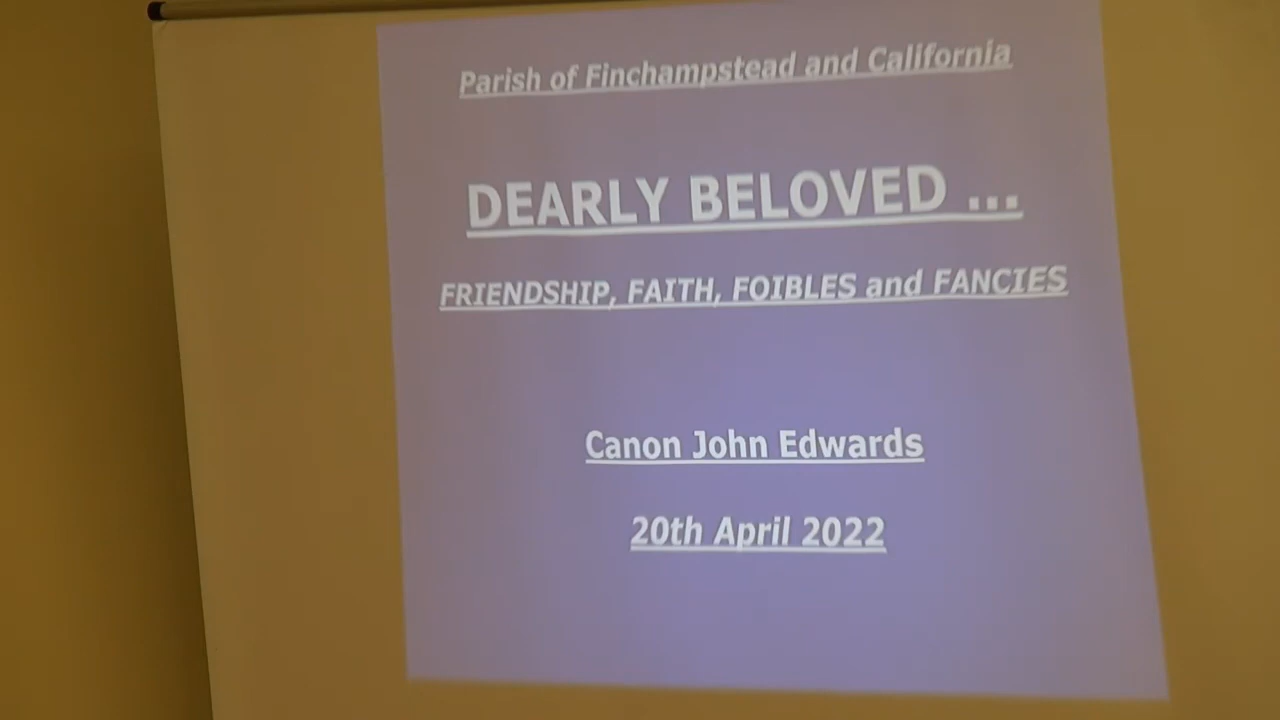 Parish of Finchampstead and California
DEARLY BELOVED ...
FRIENDSHIP, FAITH, FOIBLES and FANCIES
Canon John Edwards
20th April 2022